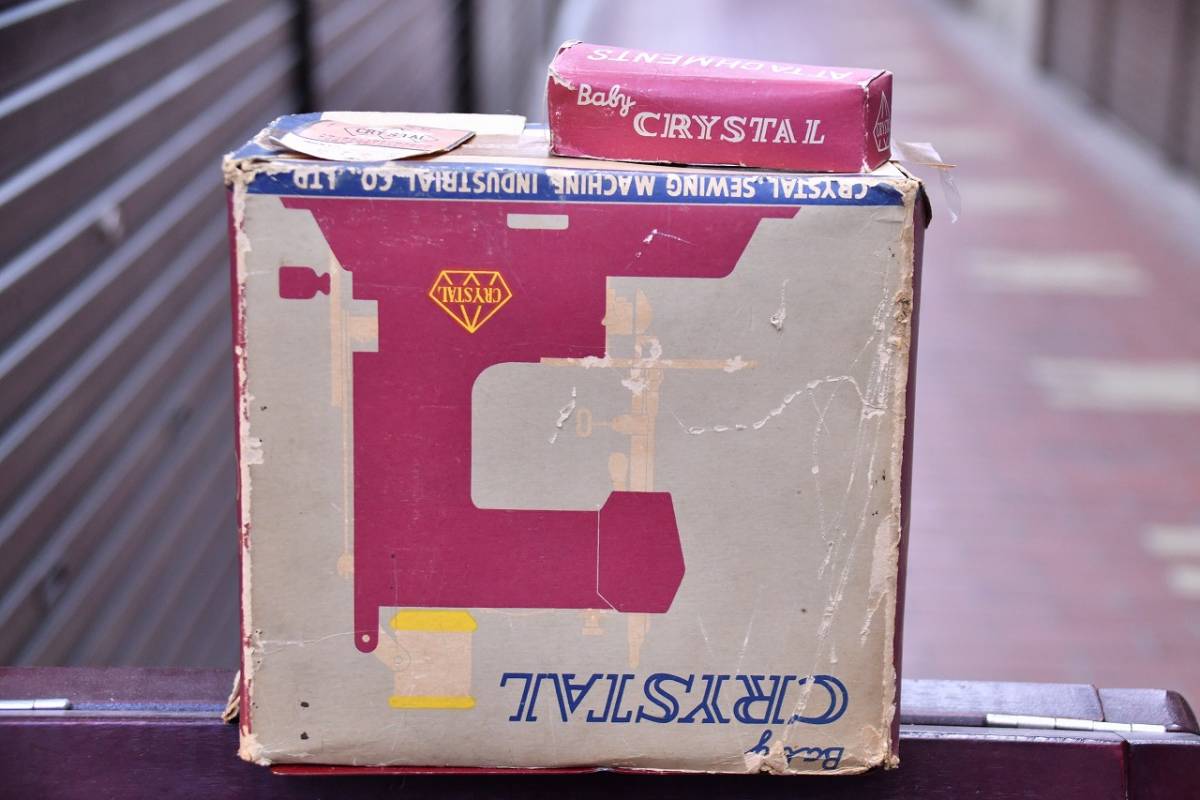 ATTACHMENTS
Baby
CRYSTAL
CRYSTAL
CRYSTAL SEWING MACHINE INDUSTRIAL CO., LTD
CRYSTAL
Baby
CRYSTAL